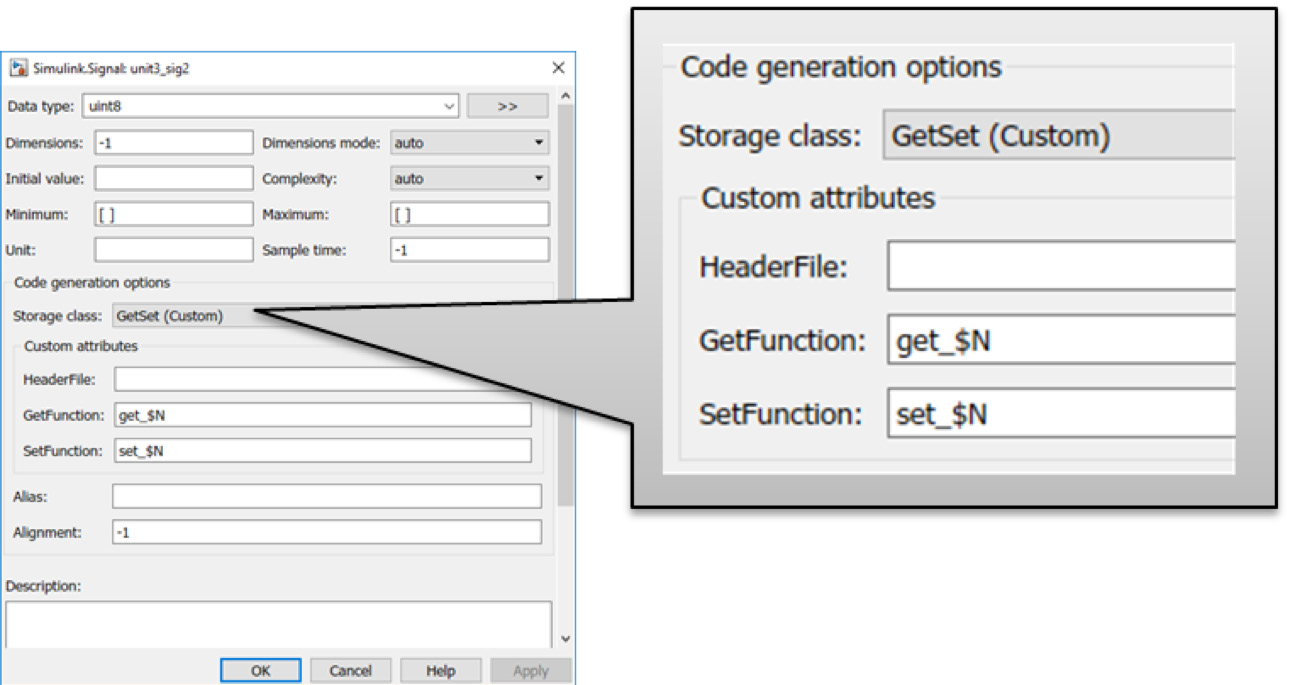 Simulink.Signal: unit3_sig2
Data type: uint8 >>
Dimensions: -1 Dimensions mode: auto
Initial value: Complexity: auto
Minimum: [ ] Maximum: [ ]
Unit: Sample time: -1
Code generation options
Storage class: GetSet (Custom)
Custom attributes
HeaderFile:
GetFunction: get_$N
SetFunction: set_$N
Alias:
Alignment: -1
Description:
OK Cancel Help Apply
Code generation options
Storage class: GetSet (Custom)
Custom attributes
HeaderFile:
GetFunction: get_$N
SetFunction: set_$N